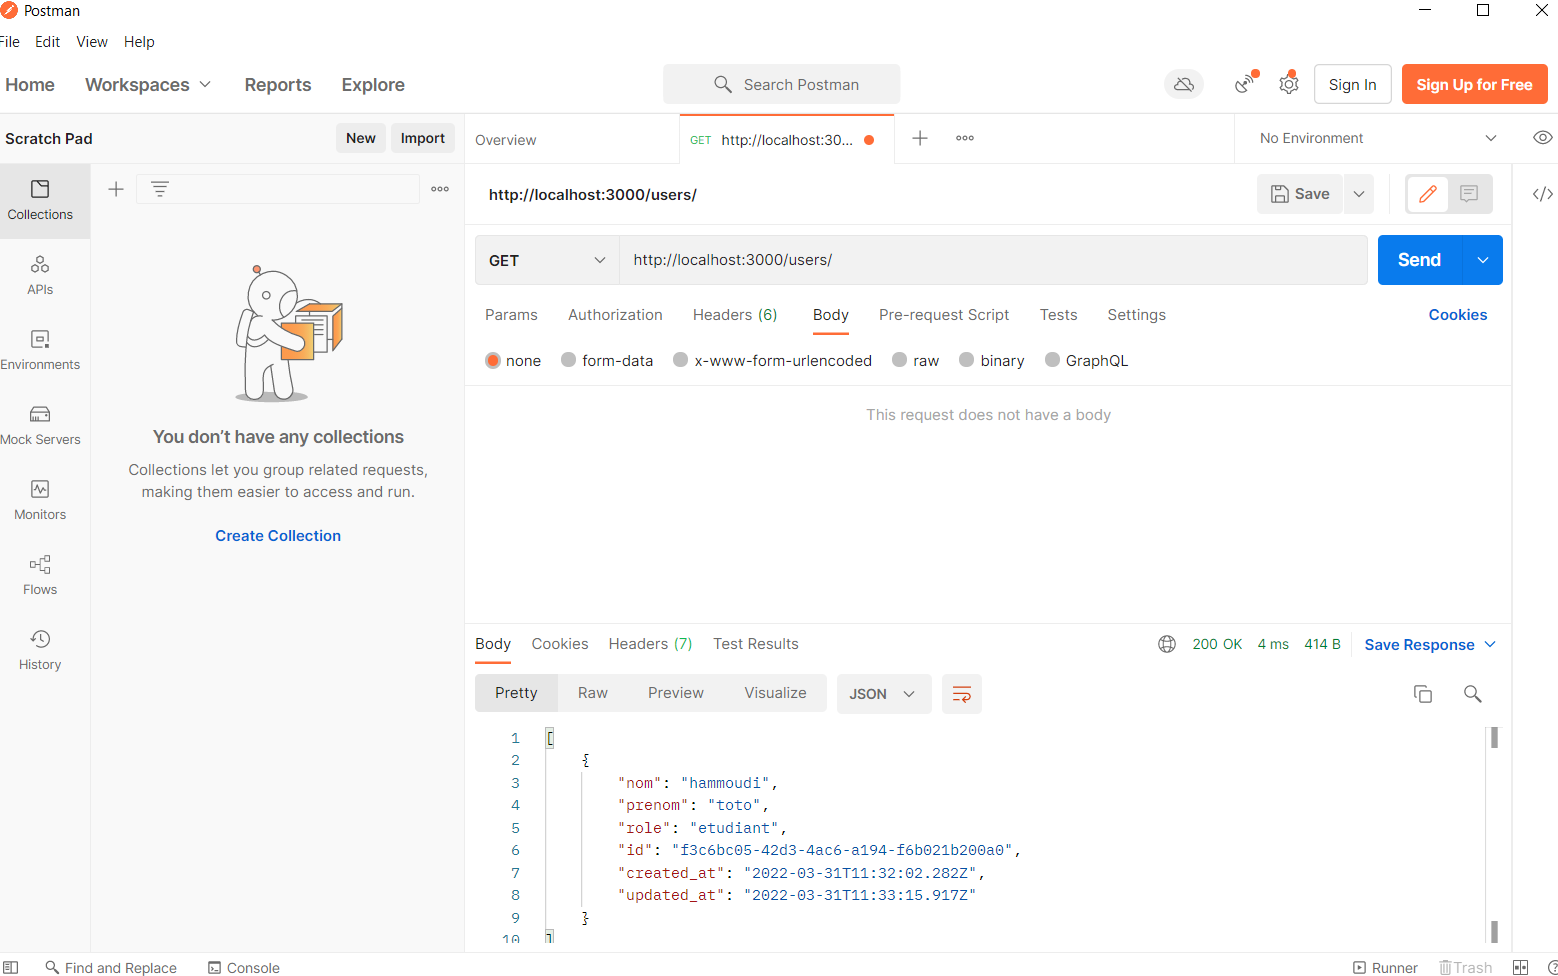 Postman
File Edit View Help
Home Workspaces Reports Explore Search Postman Sign In Sign Up for Free
Scratch Pad New Import Overview GET http://localhost:30... No Environment
Collections
APIs
Environments
Mock Servers
Monitors
Flows
History
You don’t have any collections
Collections let you group related requests,
making them easier to access and run.
Create Collection
http://localhost:3000/users/ Save
GET http://localhost:3000/users/ Send
Params Authorization Headers (6) Body Pre-request Script Tests Settings Cookies
none form-data x-www-form-urlencoded raw binary GraphQL
This request does not have a body
Body Cookies Headers (7) Test Results 200 OK 4 ms 414 B Save Response
Pretty Raw Preview Visualize JSON
1 [
2 {
3 "nom": "hammoudi",
4 "prenom": "toto",
5 "role": "etudiant",
6 "id": "f3c6bc05-42d3-4ac6-a194-f6b021b200a0",
7 "created_at": "2022-03-31T11:32:02.282Z",
8 "updated_at": "2022-03-31T11:33:15.917Z"
9 }
10 ]
Find and Replace Console Runner Trash